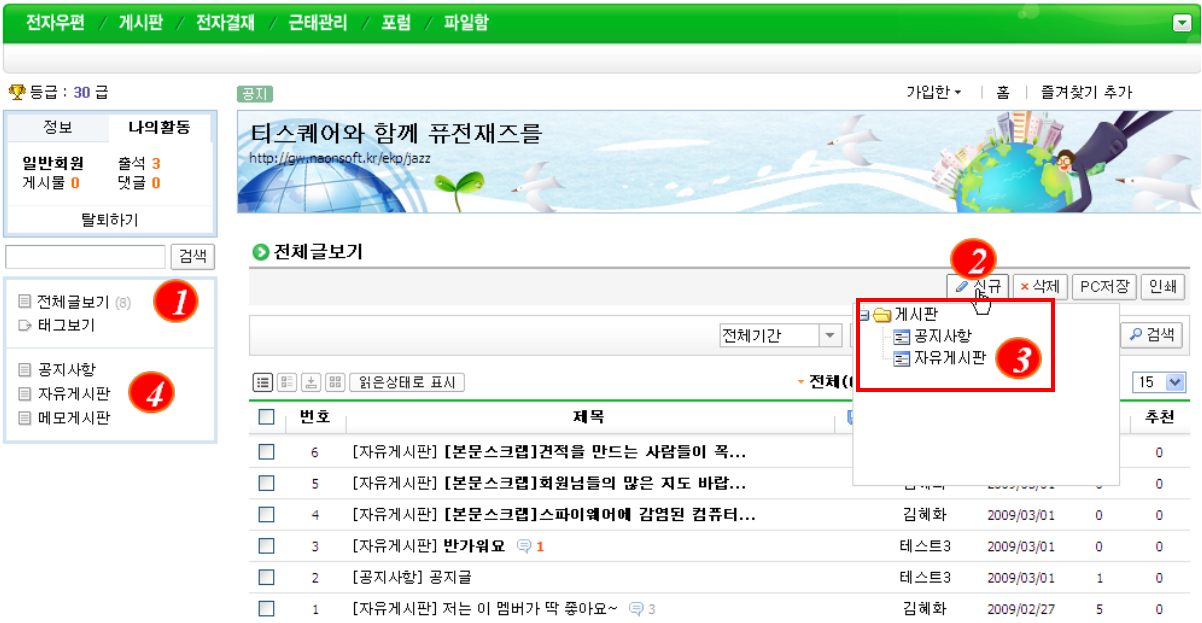 전자우편 / 게시판 / 전자결재 / 근태관리 / 포럼 / 파일함
등급 : 30 급
공지
가입한 | 홈 | 즐겨찾기 추가
정보 나의활동
일반회원 출석 3
게시물 0 댓글 0
탈퇴하기
티스퀘어와 함께 퓨전재즈를
http://gw.naonsoft.kr/ekp/jazz
검색
전체글보기
2
신규 삭제 PC저장 인쇄
전체글보기 (8)
1
태그보기
게시판
공지사항
자유게시판
3
전체기간
검색
공지사항
자유게시판
4
메모게시판
읽은상태로 표시
전체(
15
번호 제목 추천
6 [자유게시판] [본문스크랩]견적을 만드는 사람들이 꼭... 0
5 [자유게시판] [본문스크랩]회원님들의 많은 지도 바랍... 0
4 [자유게시판] [본문스크랩]스파이웨어에 감염된 컴퓨터... 김혜화 2009/03/01 0 0
3 [자유게시판] 반가워요 1 테스트3 2009/03/01 0 0
2 [공지사항] 공지글 테스트3 2009/03/01 1 0
1 [자유게시판] 저는 이 멤버가 딱 좋아요~ 3 김혜화 2009/02/27 5 0